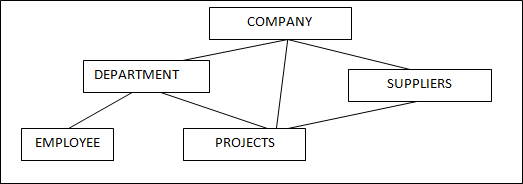 COMPANY
DEPARTMENT
SUPPLIERS
EMPLOYEE
PROJECTS